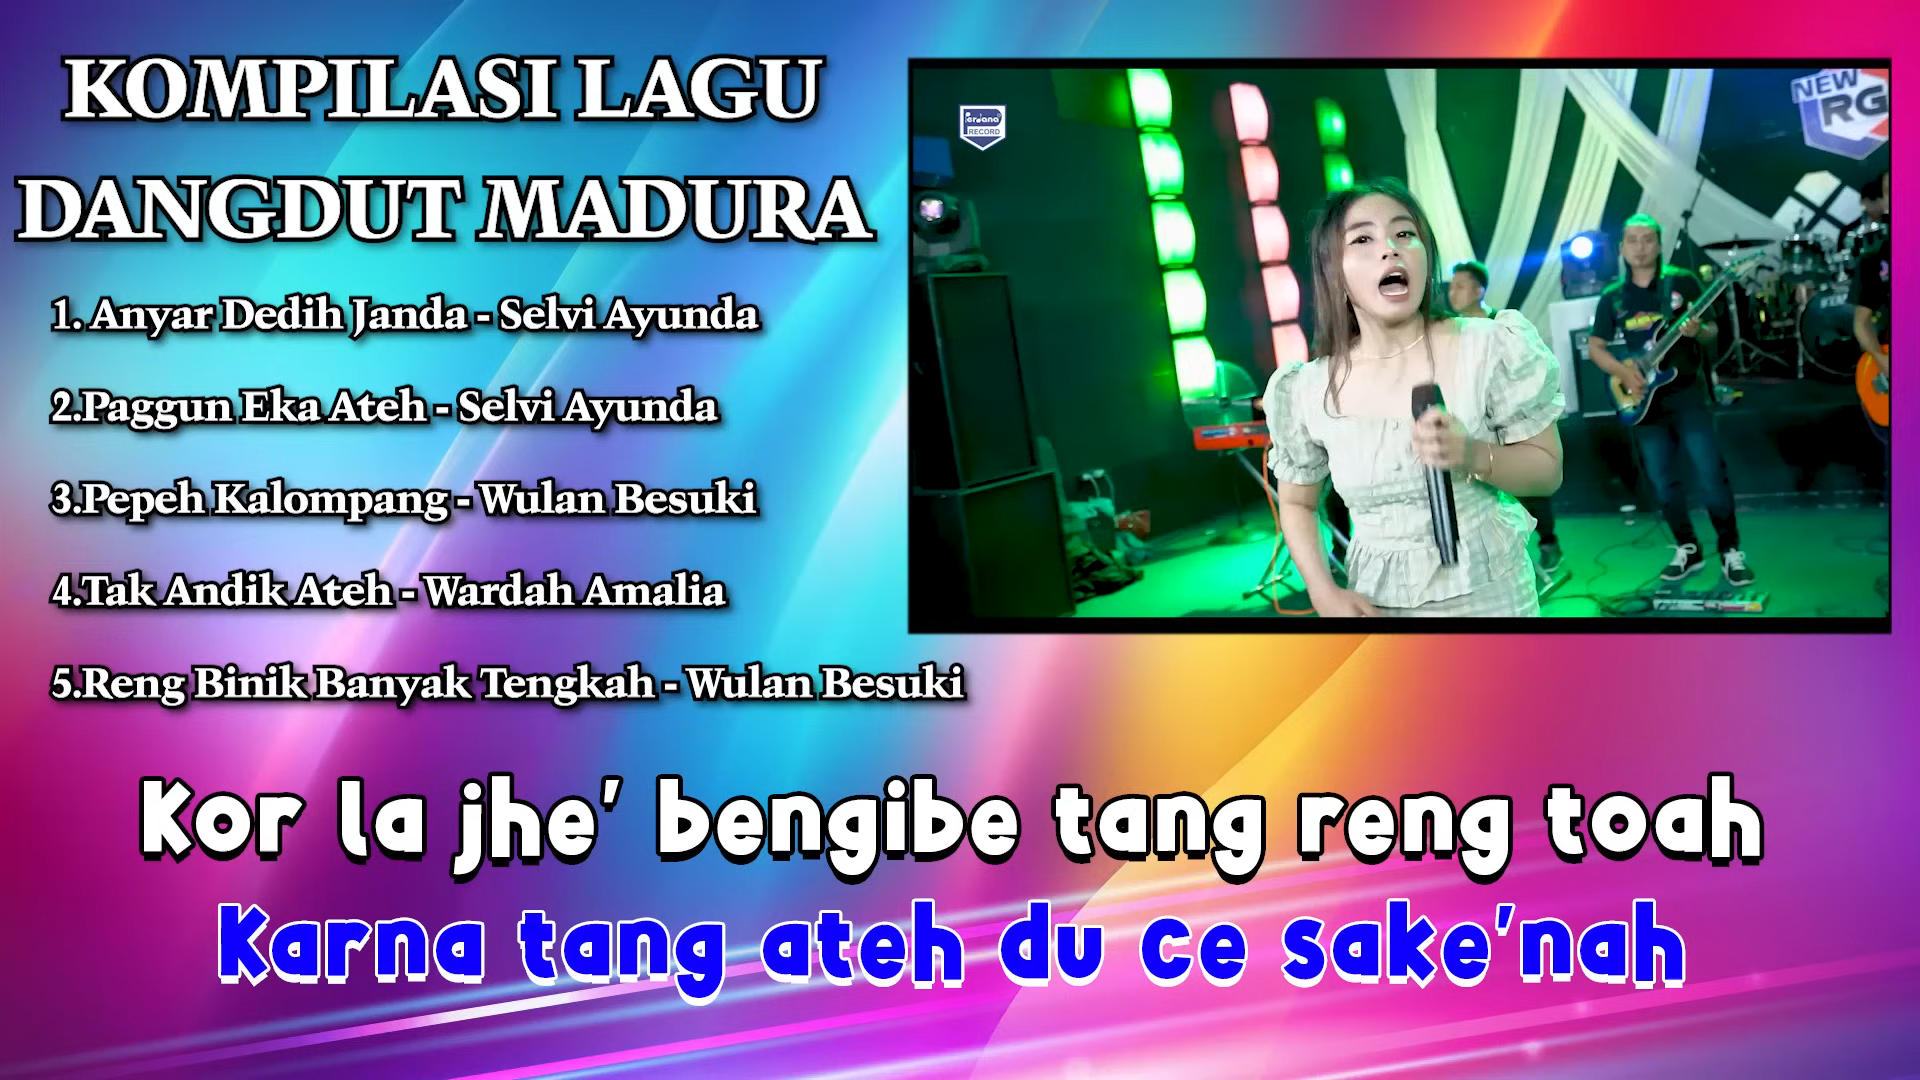 KOMPILASI LAGU
DANGDUT MADURA
1. Anyar Dedih Janda - Selvi Ayunda
2.Paggun Eka Ateh - Selvi Ayunda
3.Pepeh Kalompang - Wulan Besuki
4.Tak Andik Ateh - Wardah Amalia
5.Reng Binik Banyak Tengkah - Wulan Besuki
Perdana
RECORD
NEW
RG
Kor la jhe' bengibe tang reng toah
Karna tang ateh du ce sake'nah